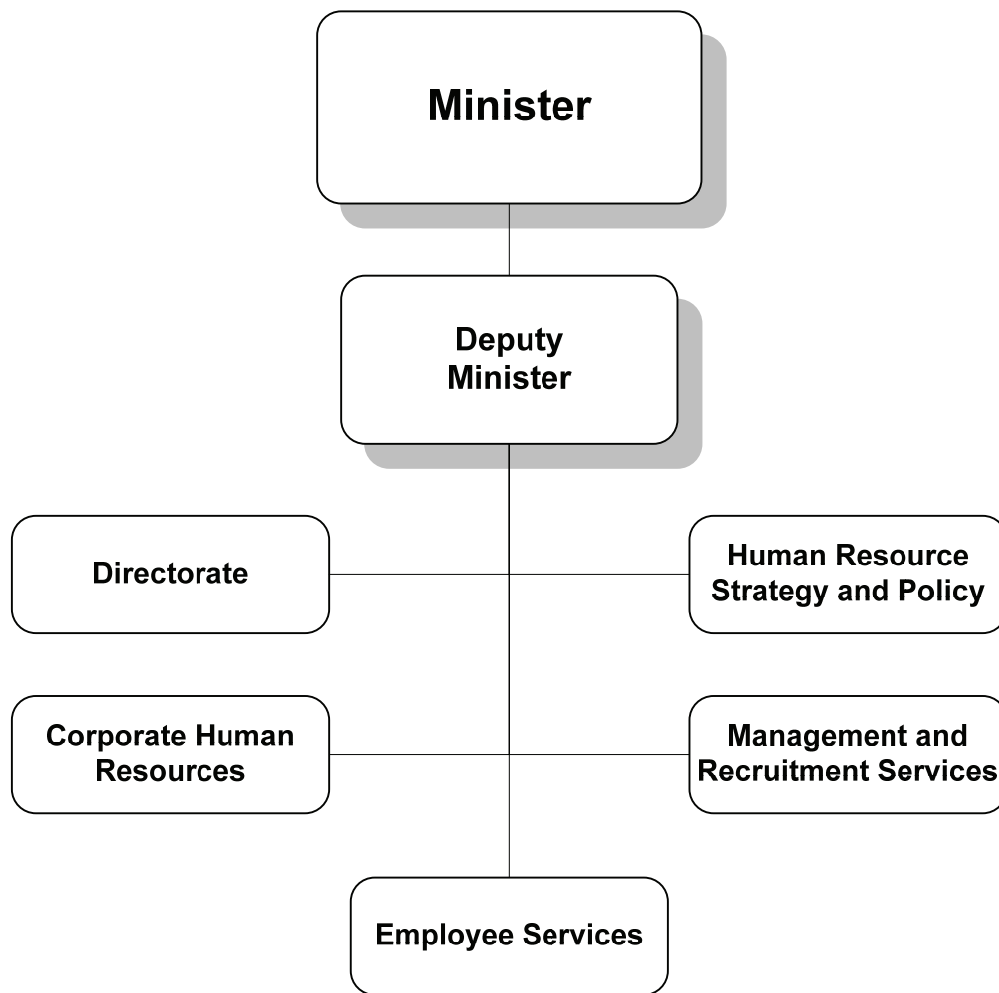 Minister
Deputy
Minister
Directorate
Human Resource
Strategy and Policy
Corporate Human
Resources
Management and
Recruitment Services
Employee Services